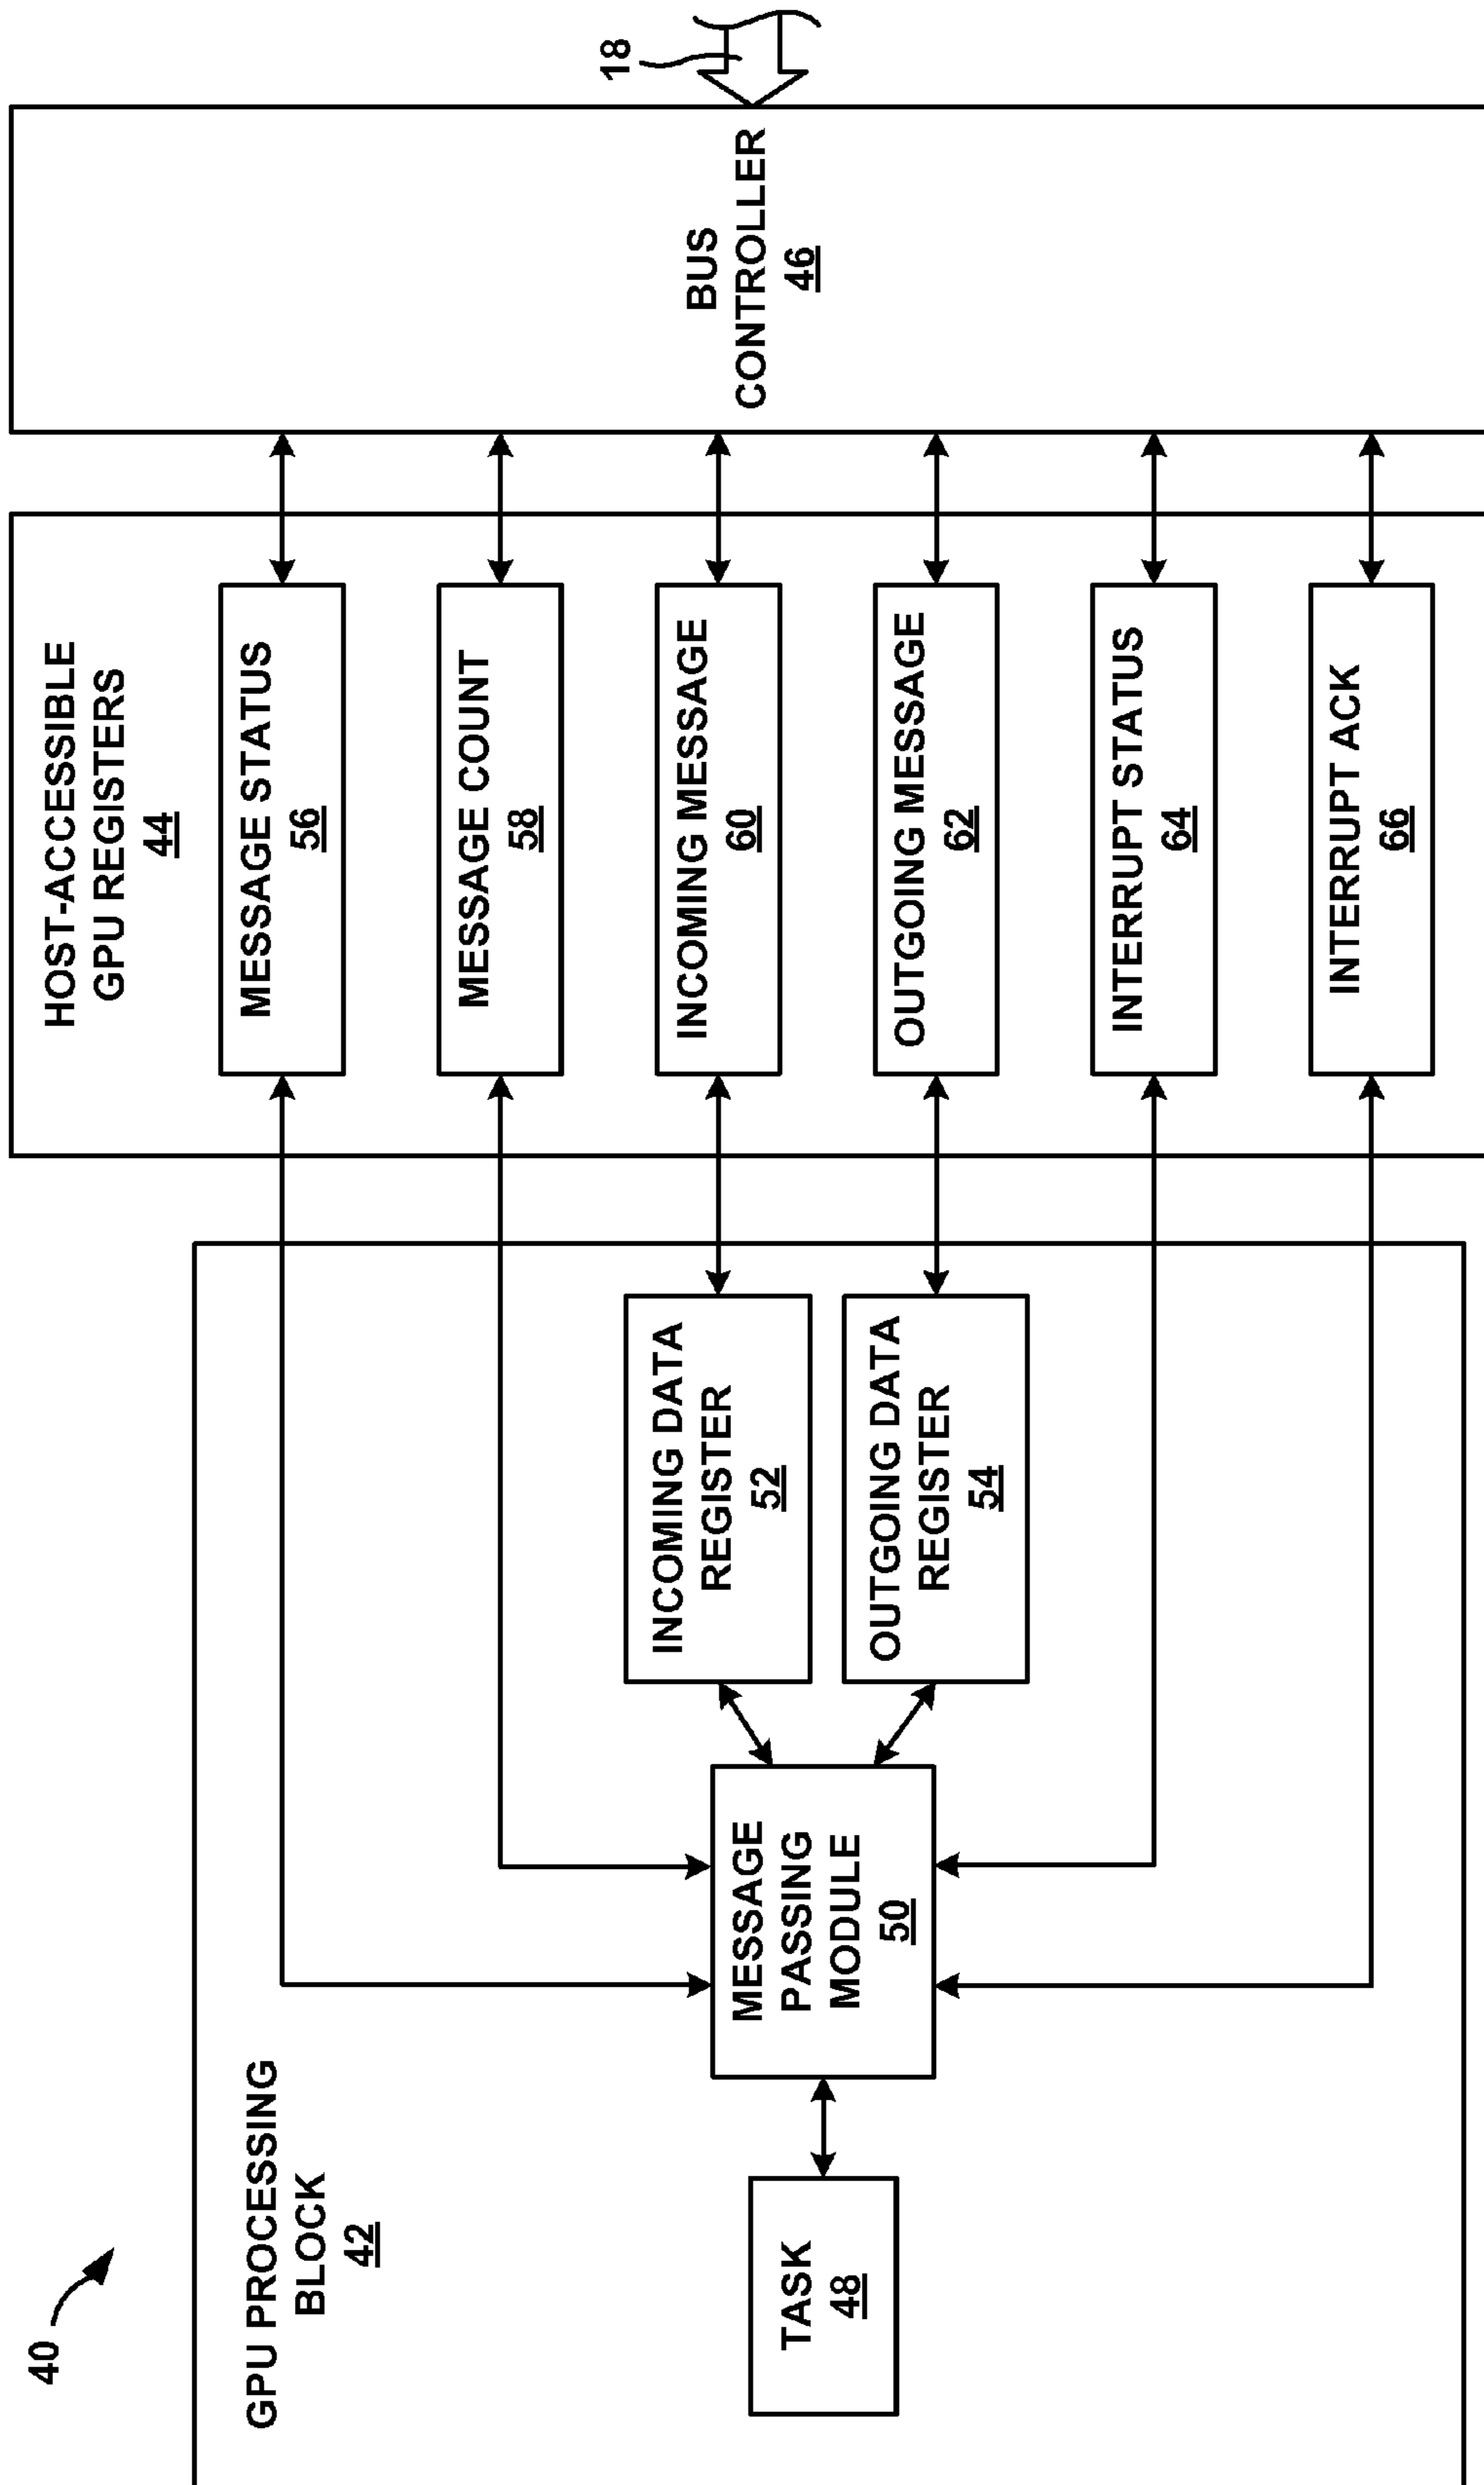 40
GPU PROCESSING
BLOCK
42
TASK
48
MESSAGE
PASSING
MODULE
50
INCOMING DATA
REGISTER
52
OUTGOING DATA
REGISTER
54
HOST-ACCESSIBLE
GPU REGISTERS
44
MESSAGE STATUS
56
MESSAGE COUNT
58
INCOMING MESSAGE
60
OUTGOING MESSAGE
62
INTERRUPT STATUS
64
INTERRUPT ACK
66
BUS
CONTROLLER
46
18